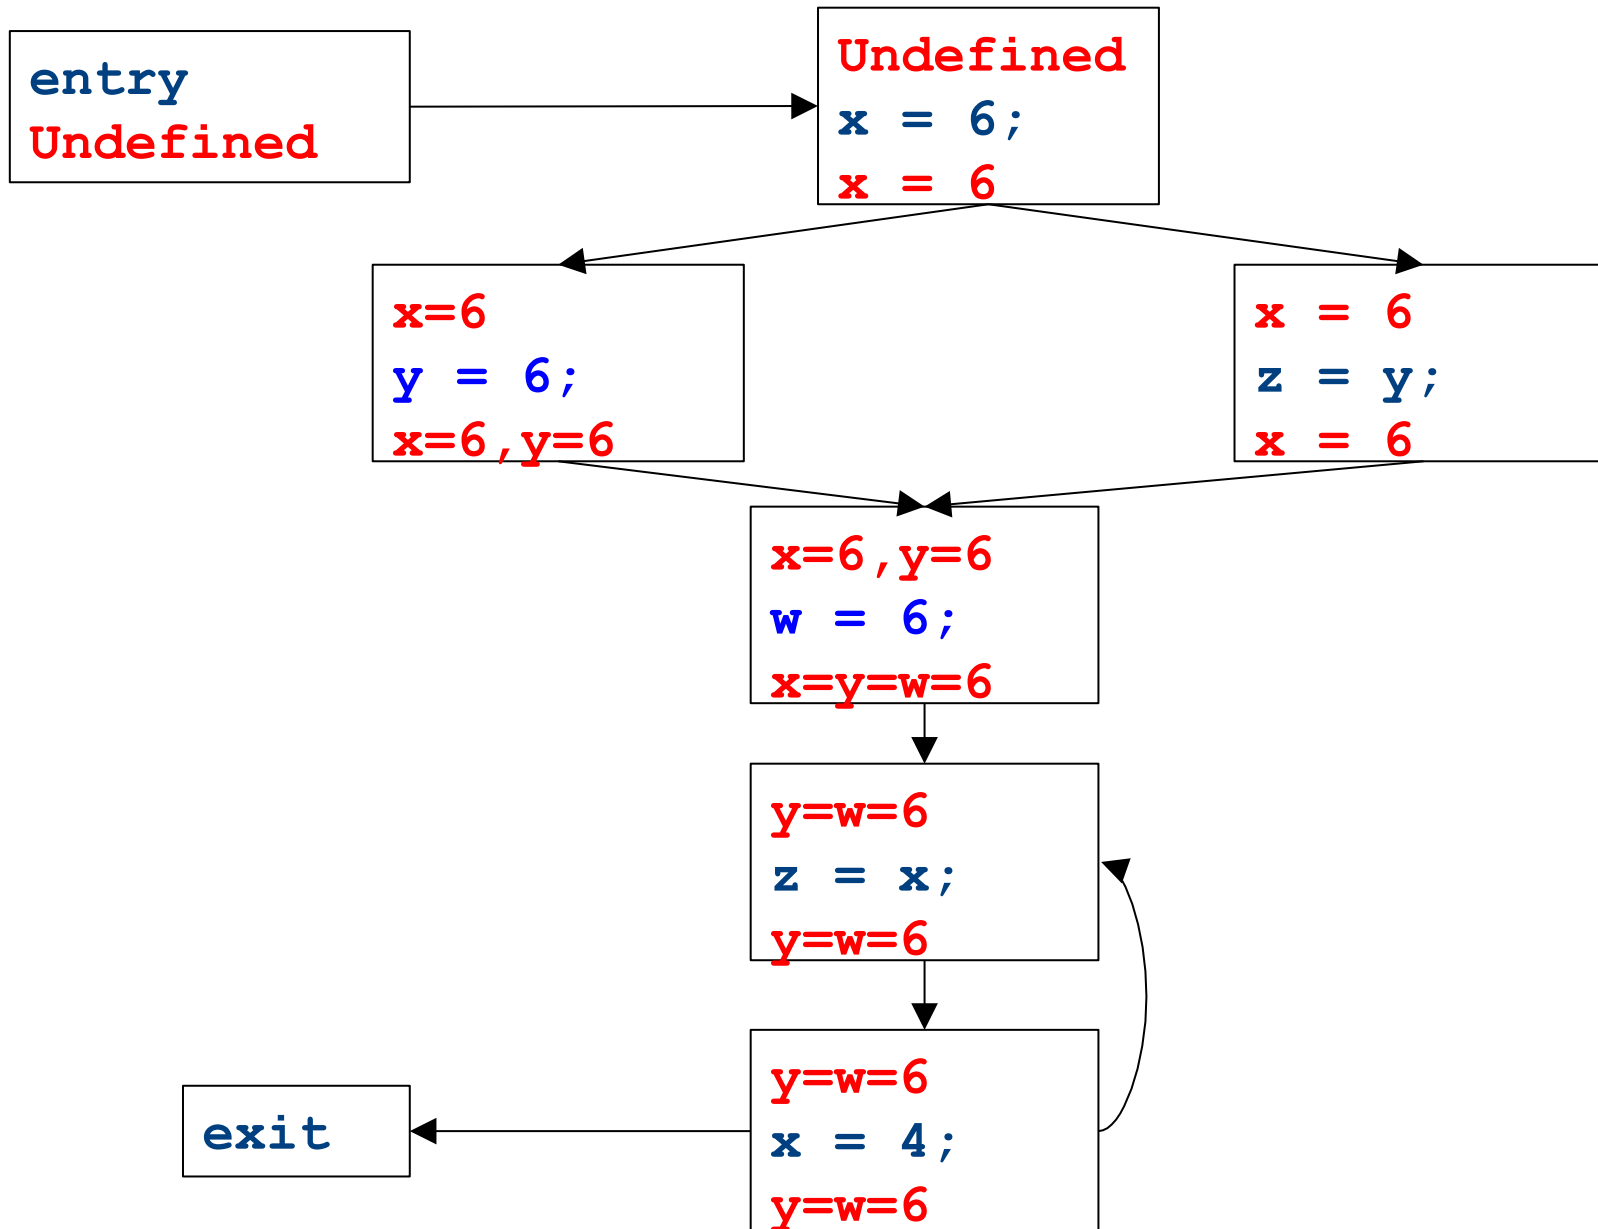 entry
Undefined
Undefined
x = 6;
x = 6
x=6
y = 6;
x=6,y=6
x = 6
z = y;
x = 6
x=6,y=6
w = 6;
x=y=w=6
y=w=6
z = x;
y=w=6
y=w=6
x = 4;
y=w=6
exit